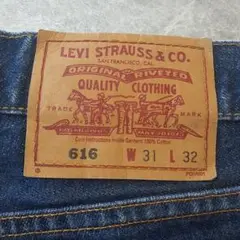 LEVI STRAUSS & CO.
SAN FRANCISCO, CAL.
ORIGINAL RIVETED
QUALITY CLOTHING
TRADE MARK
616 W 31 L 32